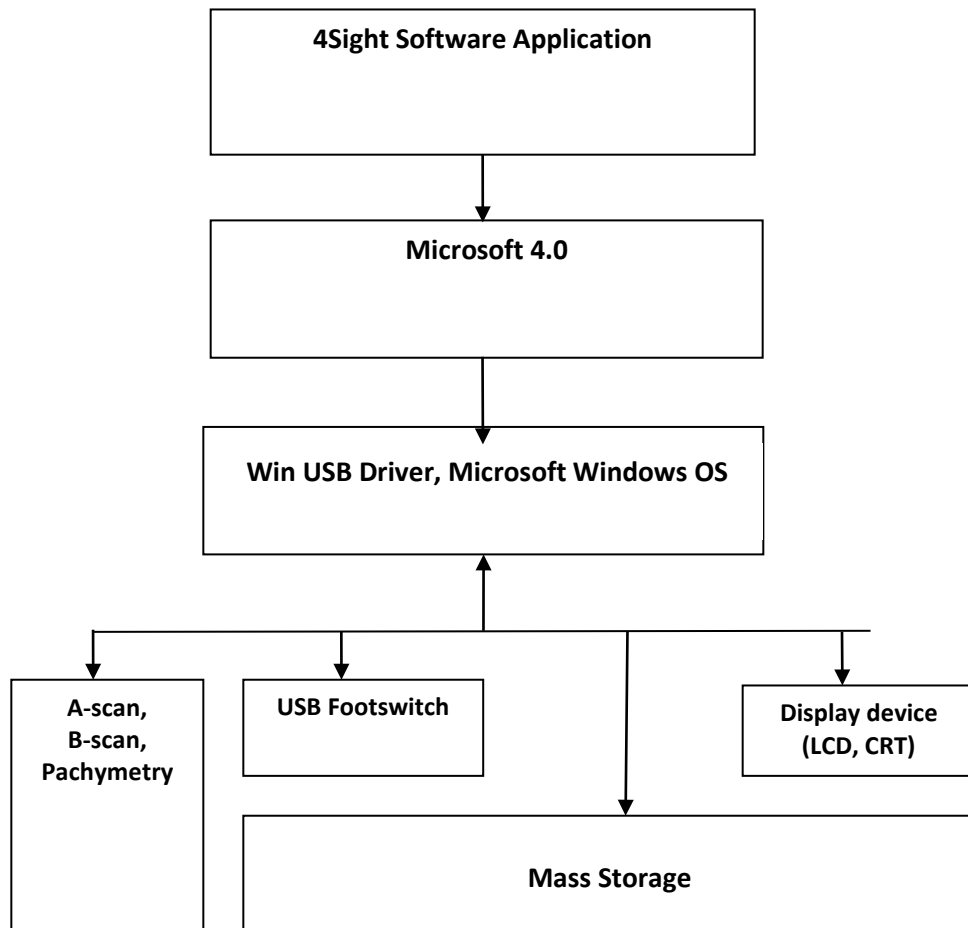 4Sight Software Application
Microsoft 4.0
Win USB Driver, Microsoft Windows OS
A-scan,
B-scan,
Pachymetry
USB Footswitch
Display device
(LCD, CRT)
Mass Storage